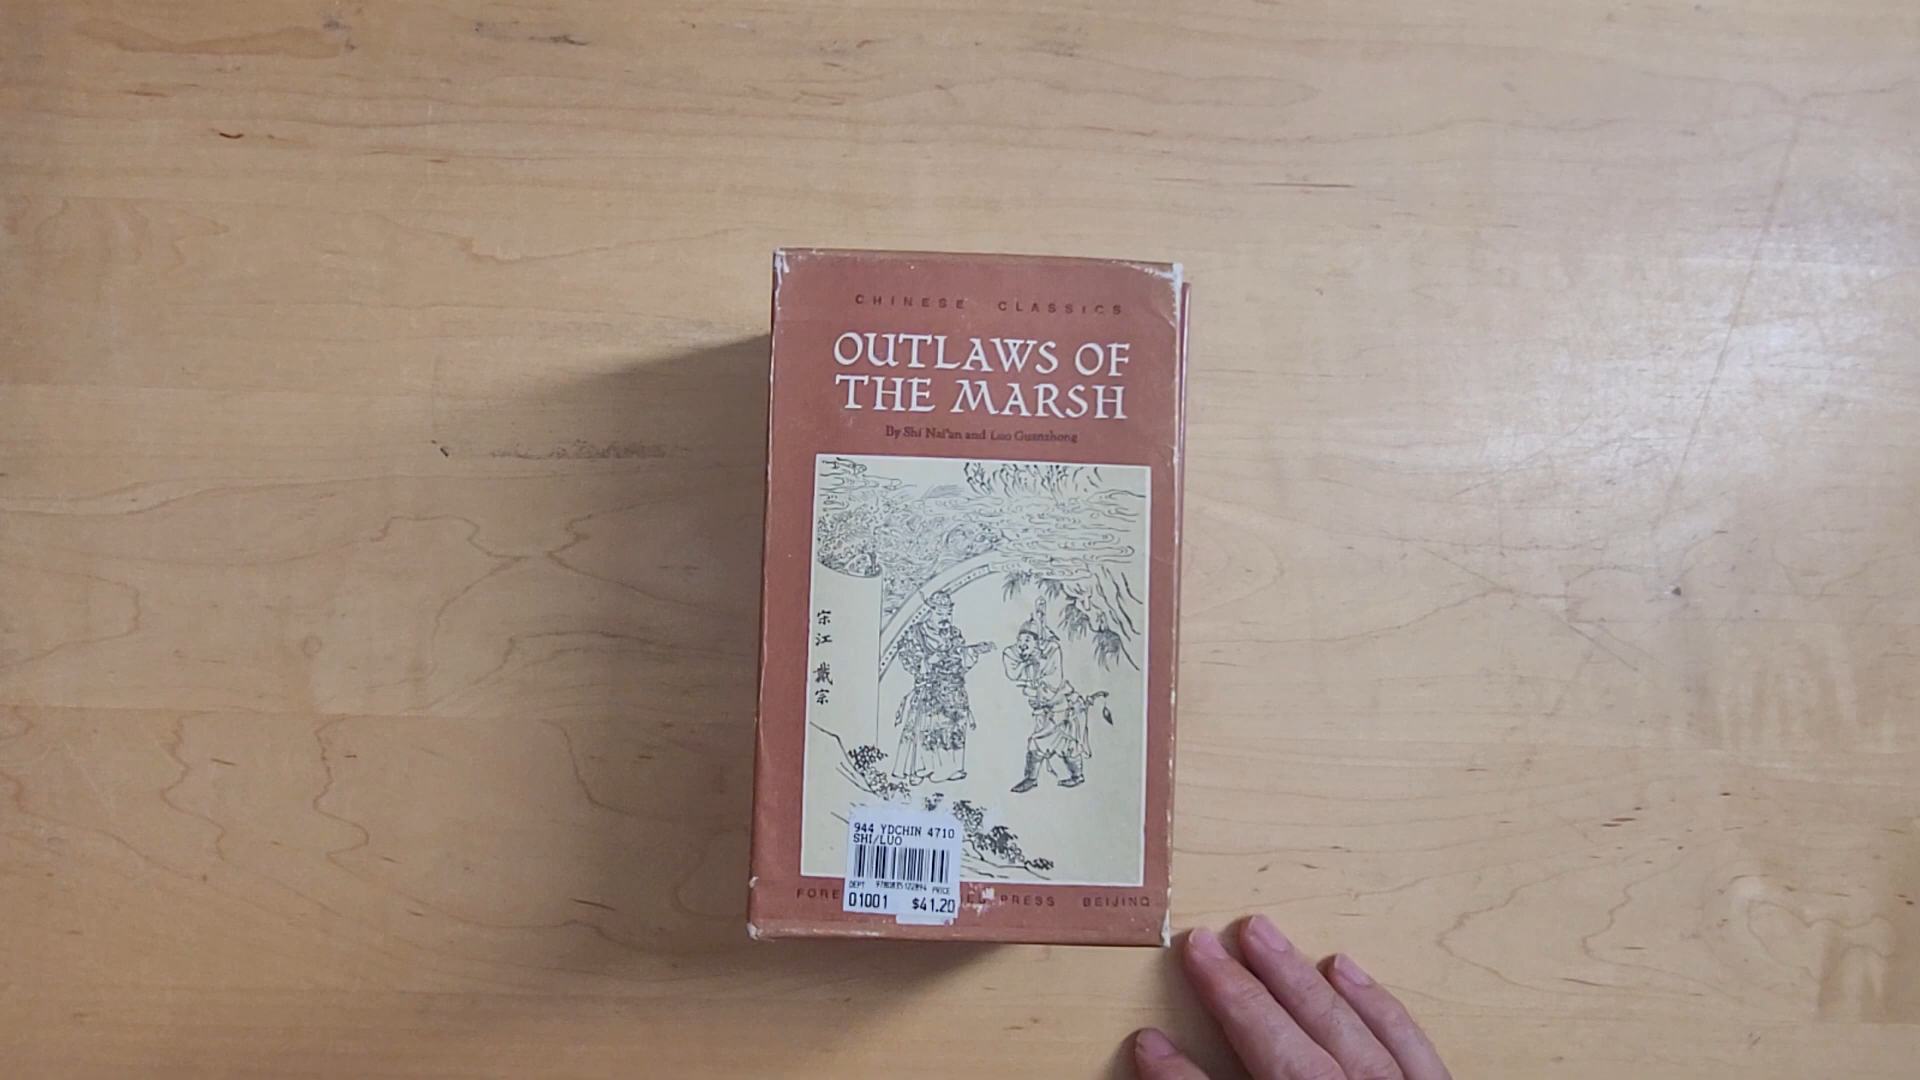 CHINESE CLASSICS
OUTLAWS OF
THE MARSH
By Shi Nai'an and Luo Guanzhong
宋江 戴宗
944 YDCHIN 4710
SHI/LUO
DEPT 9780835122894 PRICE
01001 $41.20
PRESS BEIJING